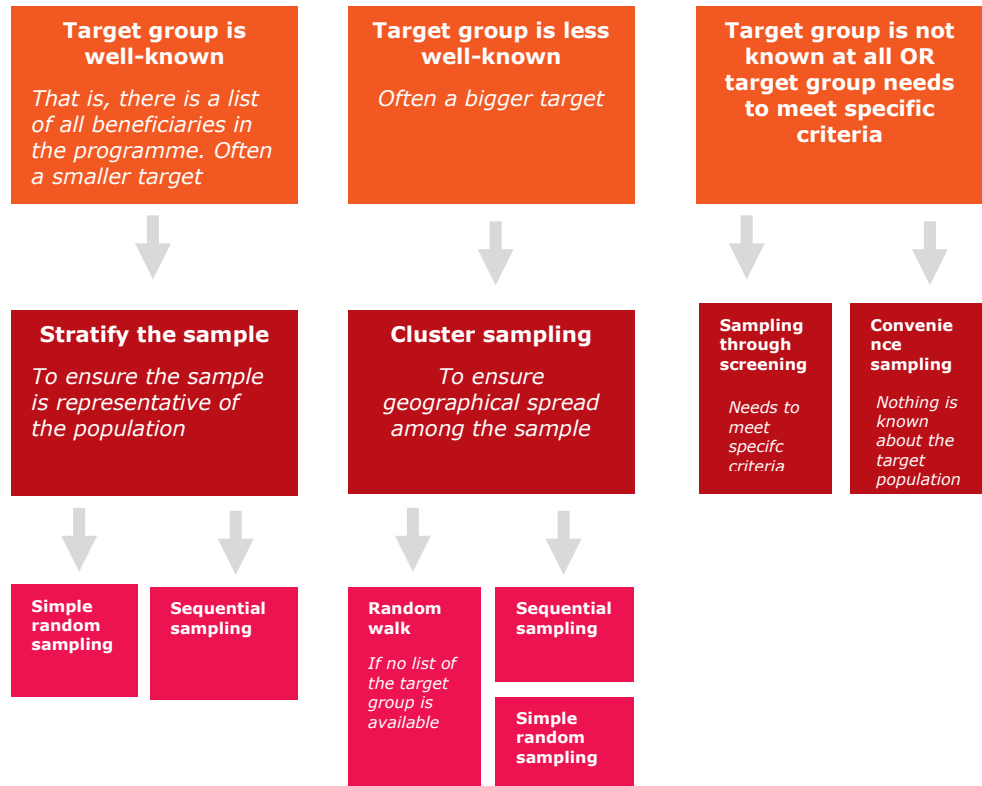 Target group is
well-known
That is, there is a list
of all beneficiaries in
the programme. Often
a smaller target
Target group is less
well-known
Often a bigger target
Target group is not
known at all OR
target group needs
to meet specific
criteria
Stratify the sample
To ensure the sample
is representative of
the population
Cluster sampling
To ensure
geographical spread
among the sample
Sampling
through
screening
Needs to
meet
specifc
criteria
Convenie
nce
sampling
Nothing is
known
about the
target
population
Simple
random
sampling
Sequential
sampling
Random
walk
If no list of
the target
group is
available
Sequential
sampling
Simple
random
sampling